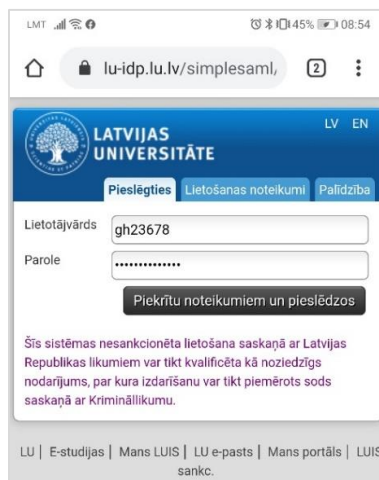 LMT 45% 08:54
lu-idp.lu.lv/simplesaml/ 2
LV EN
LATVIJAS
UNIVERSITĀTE
Pieslēgties Lietošanas noteikumi Palīdzība
Lietotājvārds gh23678
Parole ••••••••••••••
Piekrītu noteikumiem un pieslēdzos
Šīs sistēmas nesankcionēta lietošana saskaņā ar Latvijas
Republikas likumiem var tikt kvalificēta kā noziedzīgs
nodarījums, par kura izdarīšanu var tikt piemērots sods
saskaņā ar Krimināllikumu.
LU | E-studijas | Mans LUIS | LU e-pasts | Mans portāls | LUIS
sankc.